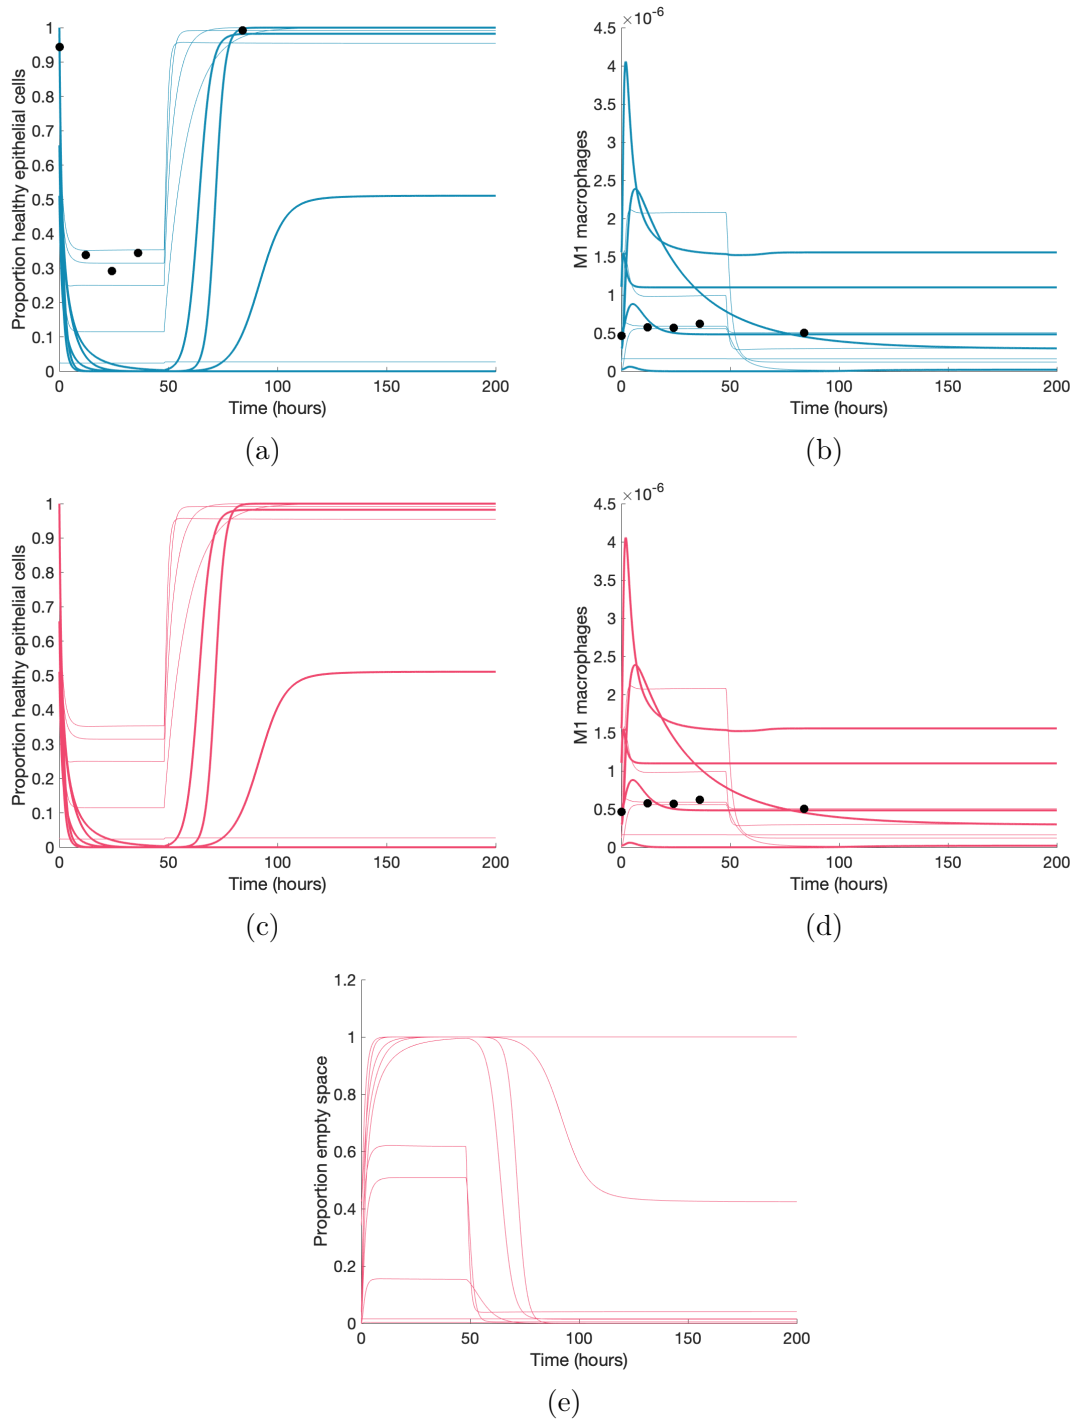 1
0.9
0.8
0.7
0.6
0.5
0.4
0.3
0.2
0.1
0
Proportion healthy epithelial cells
0 50 100 150 200
Time (hours)
(a)
×10-6
4.5
4
3.5
3
2.5
2
1.5
1
0.5
0
M1 macrophages
0 50 100 150 200
Time (hours)
(b)
1
0.9
0.8
0.7
0.6
0.5
0.4
0.3
0.2
0.1
0
Proportion healthy epithelial cells
0 50 100 150 200
Time (hours)
(c)
×10-6
4.5
4
3.5
3
2.5
2
1.5
1
0.5
0
M1 macrophages
0 50 100 150 200
Time (hours)
(d)
1.2
1
0.8
0.6
0.4
0.2
0
Proportion empty space
0 50 100 150 200
Time (hours)
(e)